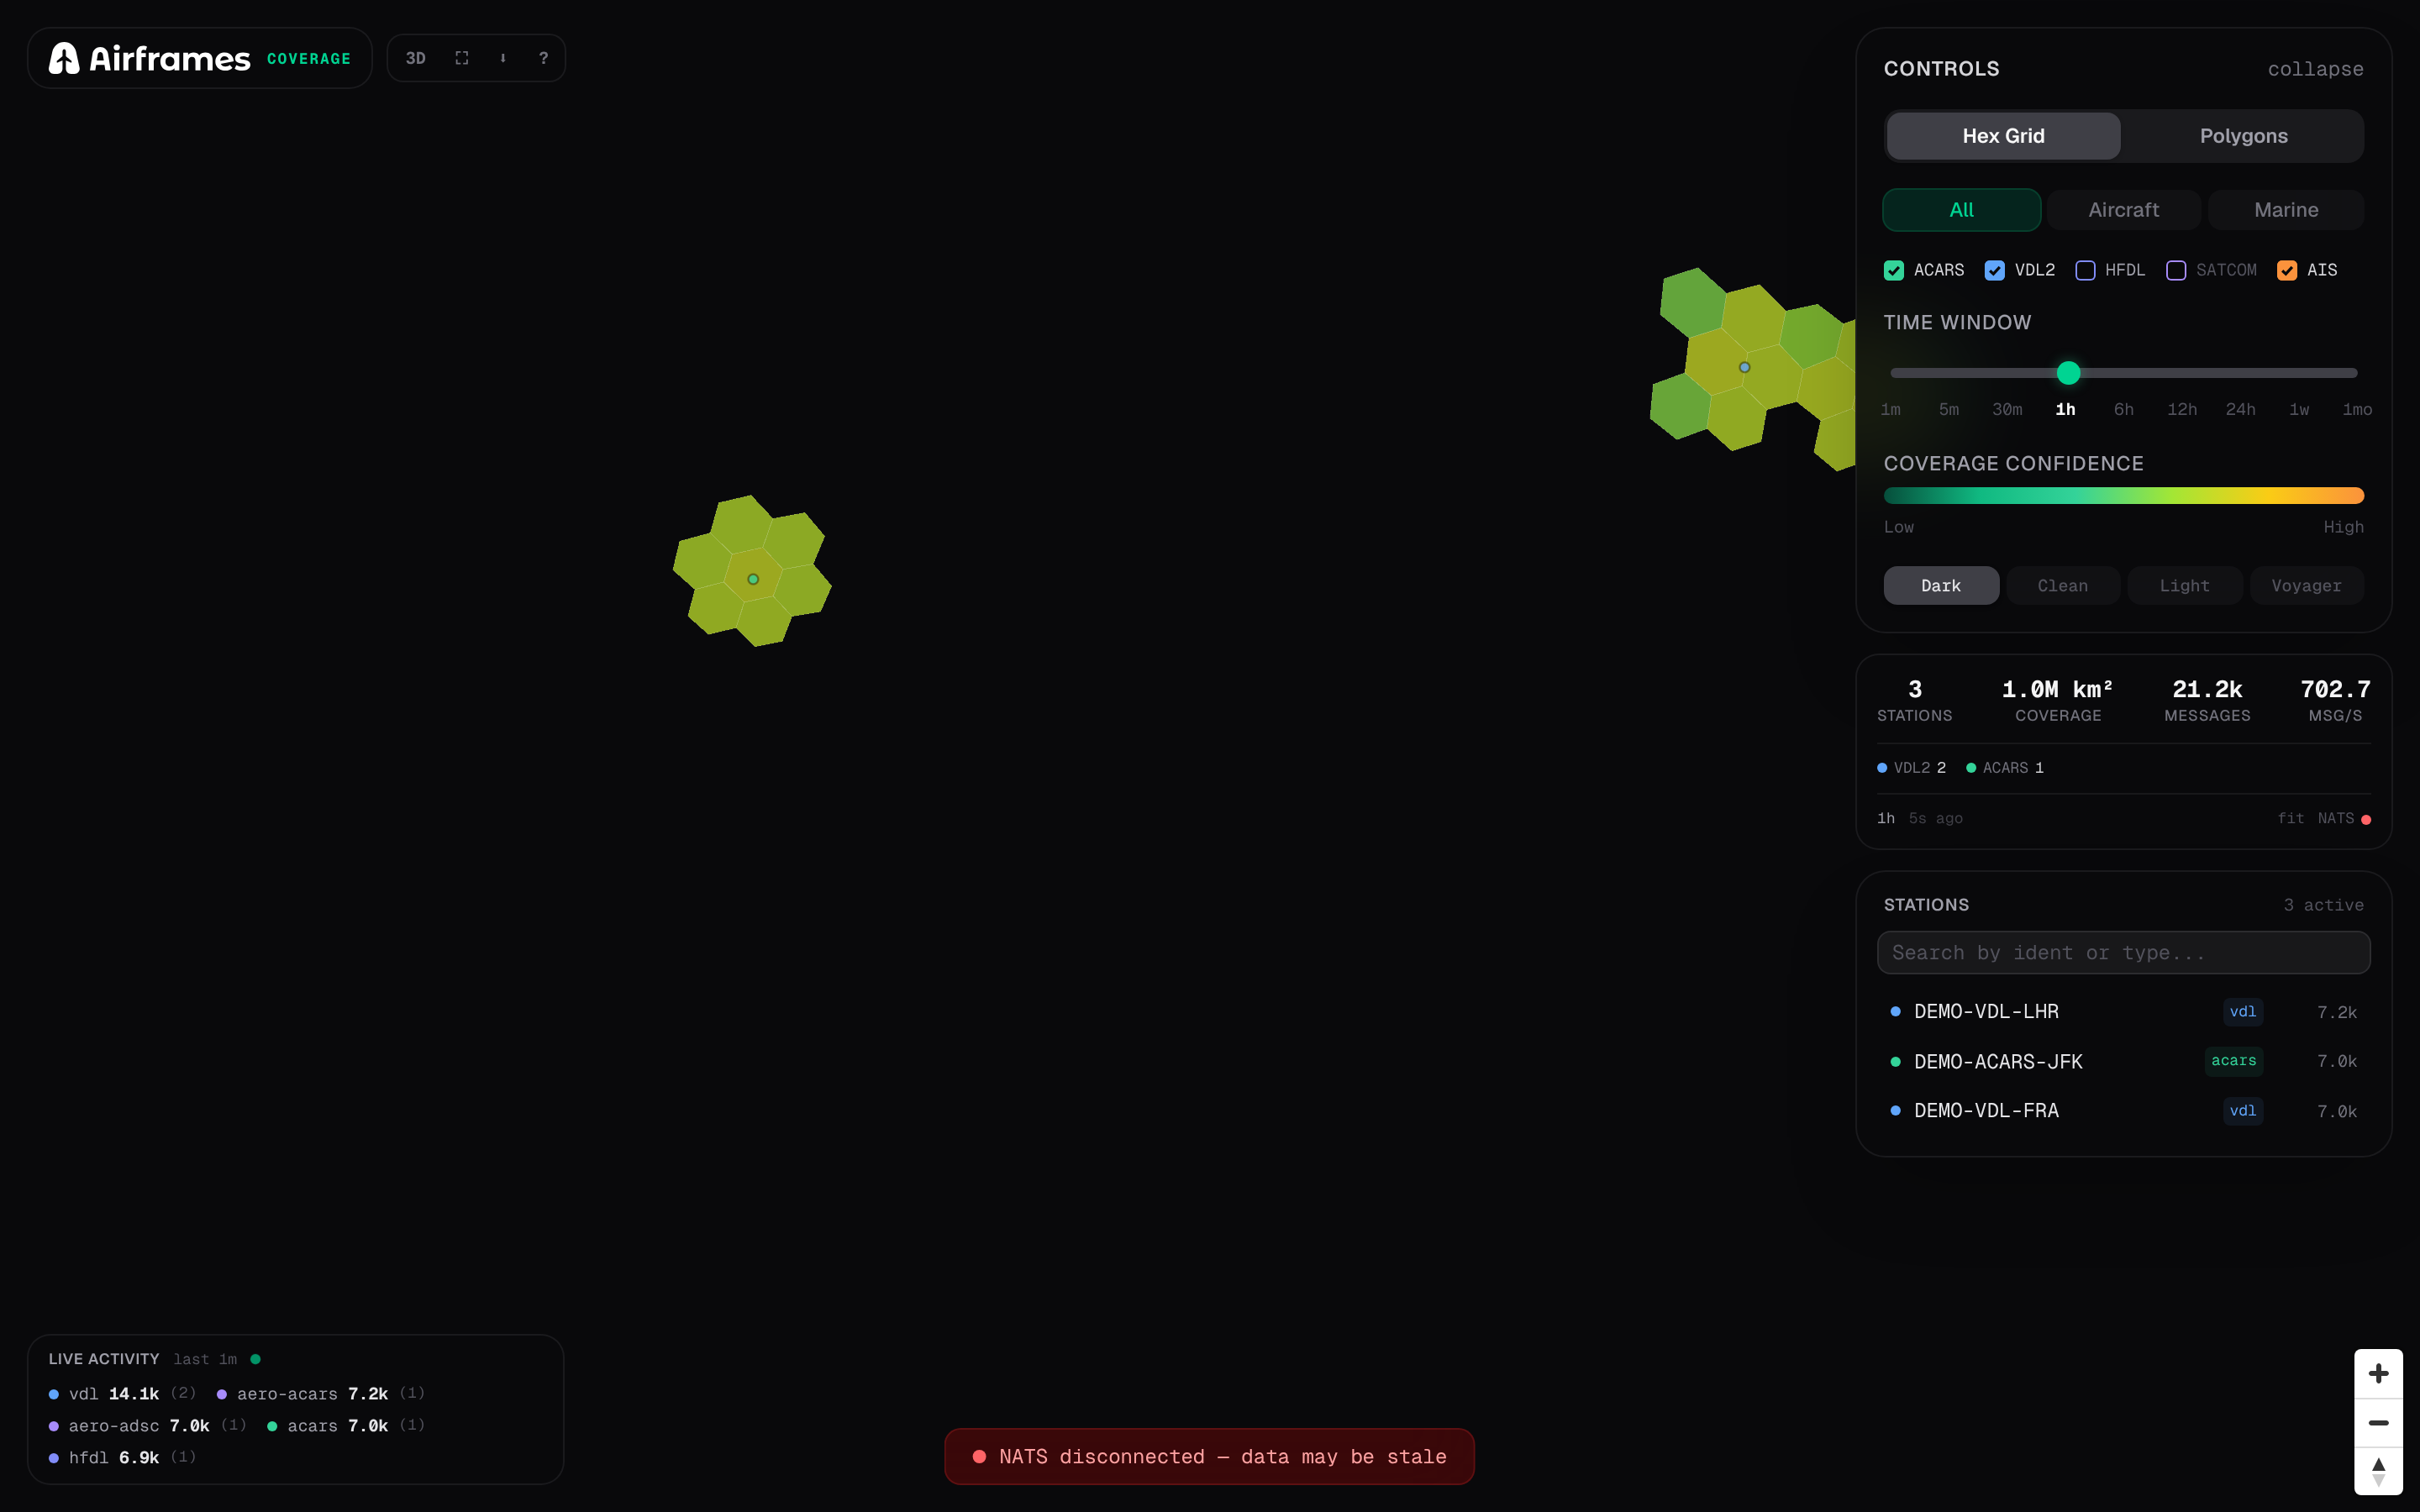 Airframes COVERAGE
3D ?
CONTROLS collapse
Hex Grid Polygons
All Aircraft Marine
ACARS VDL2 HFDL SATCOM AIS
TIME WINDOW
1m 5m 30m 1h 6h 12h 24h 1w 1mo
COVERAGE CONFIDENCE
Low High
Dark Clean Light Voyager
3 1.0M km² 21.2k 702.7
STATIONS COVERAGE MESSAGES MSG/S
VDL2 2 ACARS 1
1h 5s ago fit NATS
STATIONS 3 active
Search by ident or type...
DEMO-VDL-LHR vdl 7.2k
DEMO-ACARS-JFK acars 7.0k
DEMO-VDL-FRA vdl 7.0k
LIVE ACTIVITY last 1m
vdl 14.1k (2) aero-acars 7.2k (1)
aero-adsc 7.0k (1) acars 7.0k (1)
hfdl 6.9k (1)
NATS disconnected — data may be stale